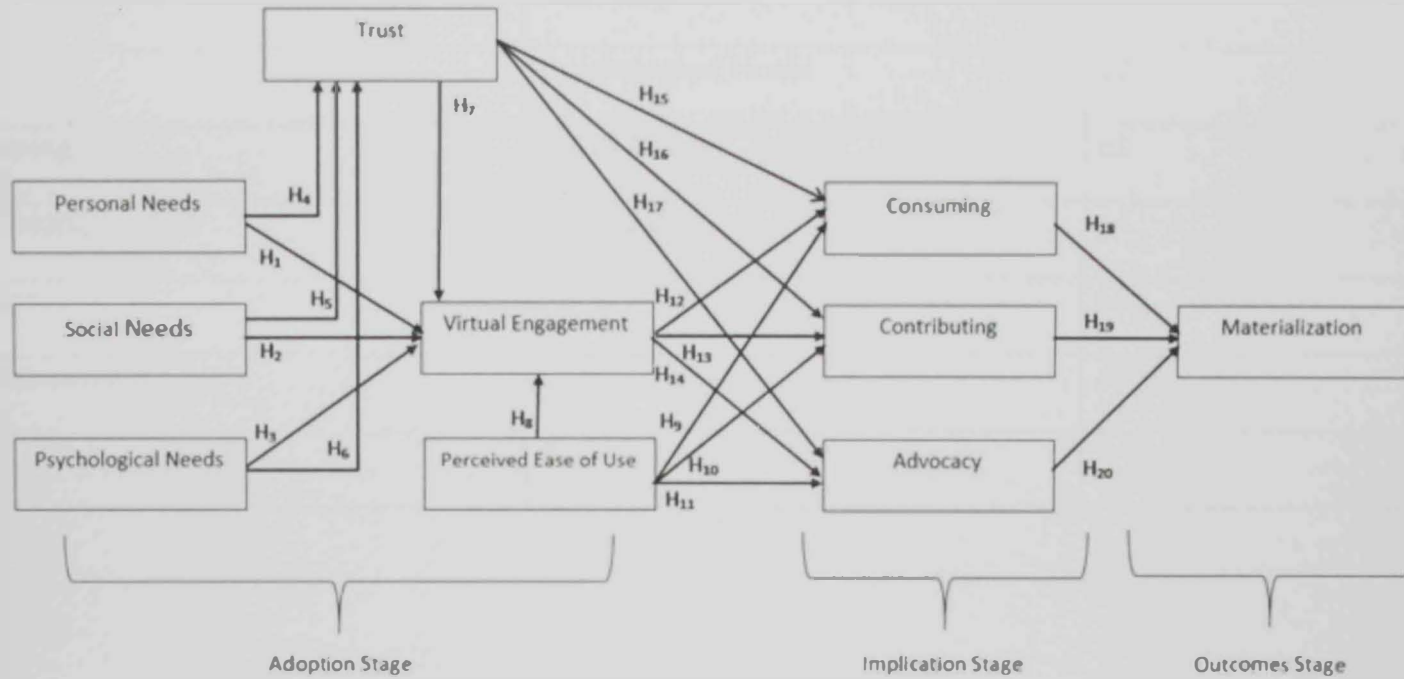 Trust
H7
H15
H16
H17
Personal Needs
H4
H1
Consuming
H18
H5
Social Needs
H2
Virtual Engagement
H12
H13
H14
Contributing
H19
Materialization
H3
H6
Psychological Needs
H8
Perceived Ease of Use
H9
H10
H11
Advocacy
H20
Adoption Stage
Implication Stage
Outcomes Stage